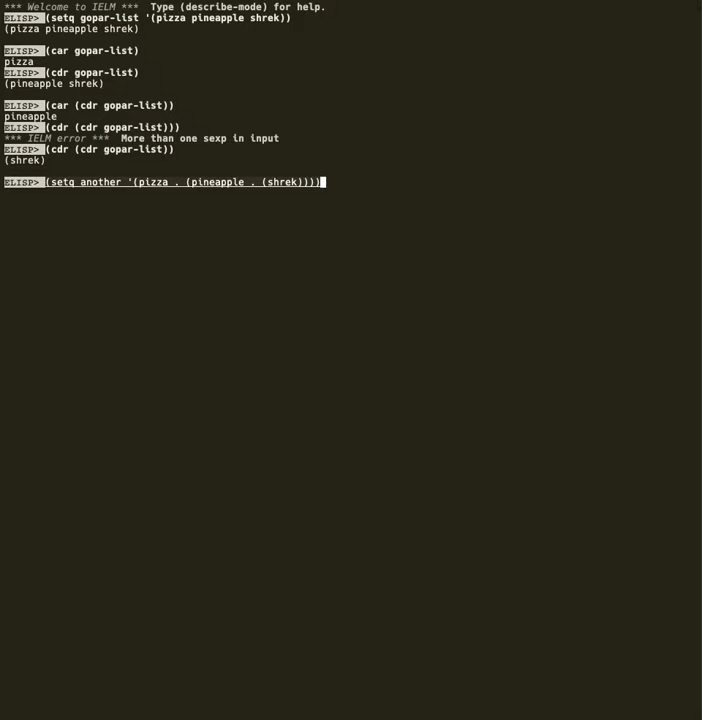 *** Welcome to IELM ***  Type (describe-mode) for help.
ELISP> (setq gopar-list '(pizza pineapple shrek))
(pizza pineapple shrek)
ELISP> (car gopar-list)
pizza
ELISP> (cdr gopar-list)
(pineapple shrek)
ELISP> (car (cdr gopar-list))
pineapple
ELISP> (cdr (cdr gopar-list)))
*** IELM error ***  More than one sexp in input
ELISP> (cdr (cdr gopar-list))
(shrek)
ELISP> (setq another '(pizza . (pineapple . (shrek))))